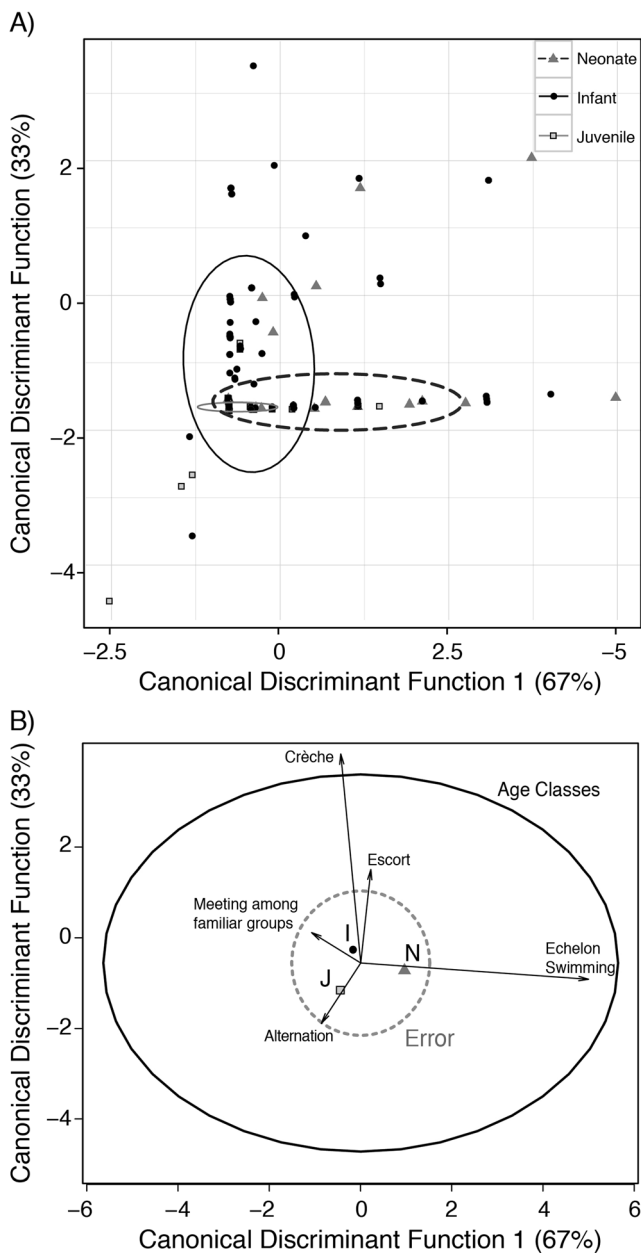 A)
Neonate
Infant
Juvenile
Canonical Discriminant Function (33%)
2
0
−2
−4
−2.5
0
2.5
−5
Canonical Discriminant Function 1 (67%)
B)
Crèche
Age Classes
Escort
Meeting among
familiar groups
I
N
Echelon
Swimming
J
Alternation
Error
Canonical Discriminant Function (33%)
2
0
−2
−4
−6
−4
−2
0
2
4
6
Canonical Discriminant Function 1 (67%)